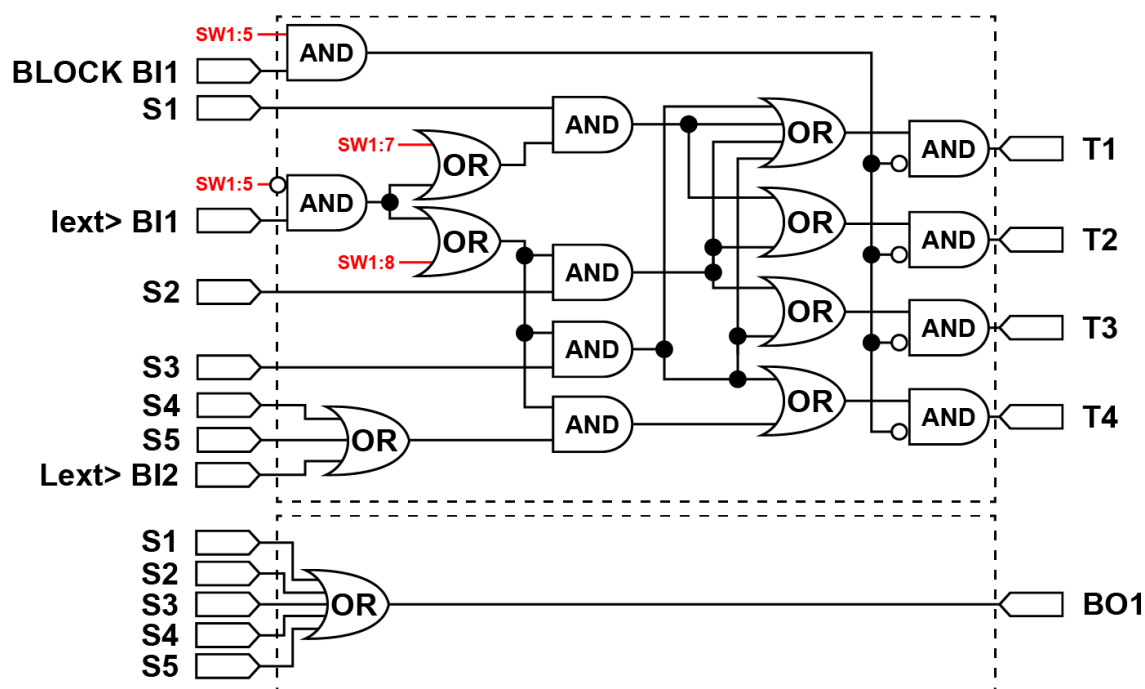 SW1:5
AND
BLOCK BI1
S1
AND
OR
T1
AND
SW1:7
OR
SW1:5
AND
Iext> BI1
OR
SW1:8
OR
AND
T2
AND
S2
OR
AND
T3
AND
S3
S4
OR
AND
T4
AND
S5
OR
Lext> BI2
S1
S2
S3
OR
BO1
S4
S5